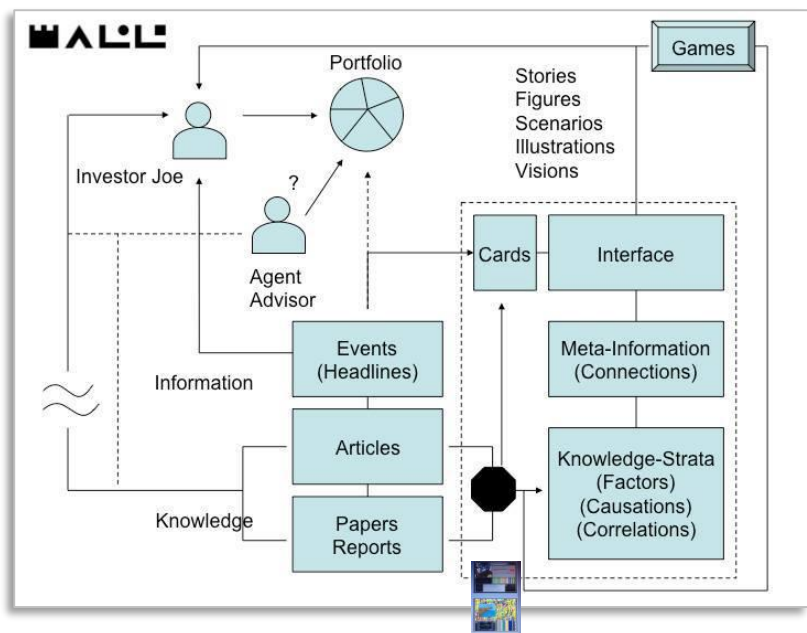 WALL
Games
Portfolio
Stories
Figures
Scenarios
Illustrations
Visions
Investor Joe
?
Agent
Advisor
Cards
Interface
Events
(Headlines)
Meta-Information
(Connections)
Information
Articles
Knowledge-Strata
(Factors)
(Causations)
(Correlations)
Knowledge
Papers
Reports